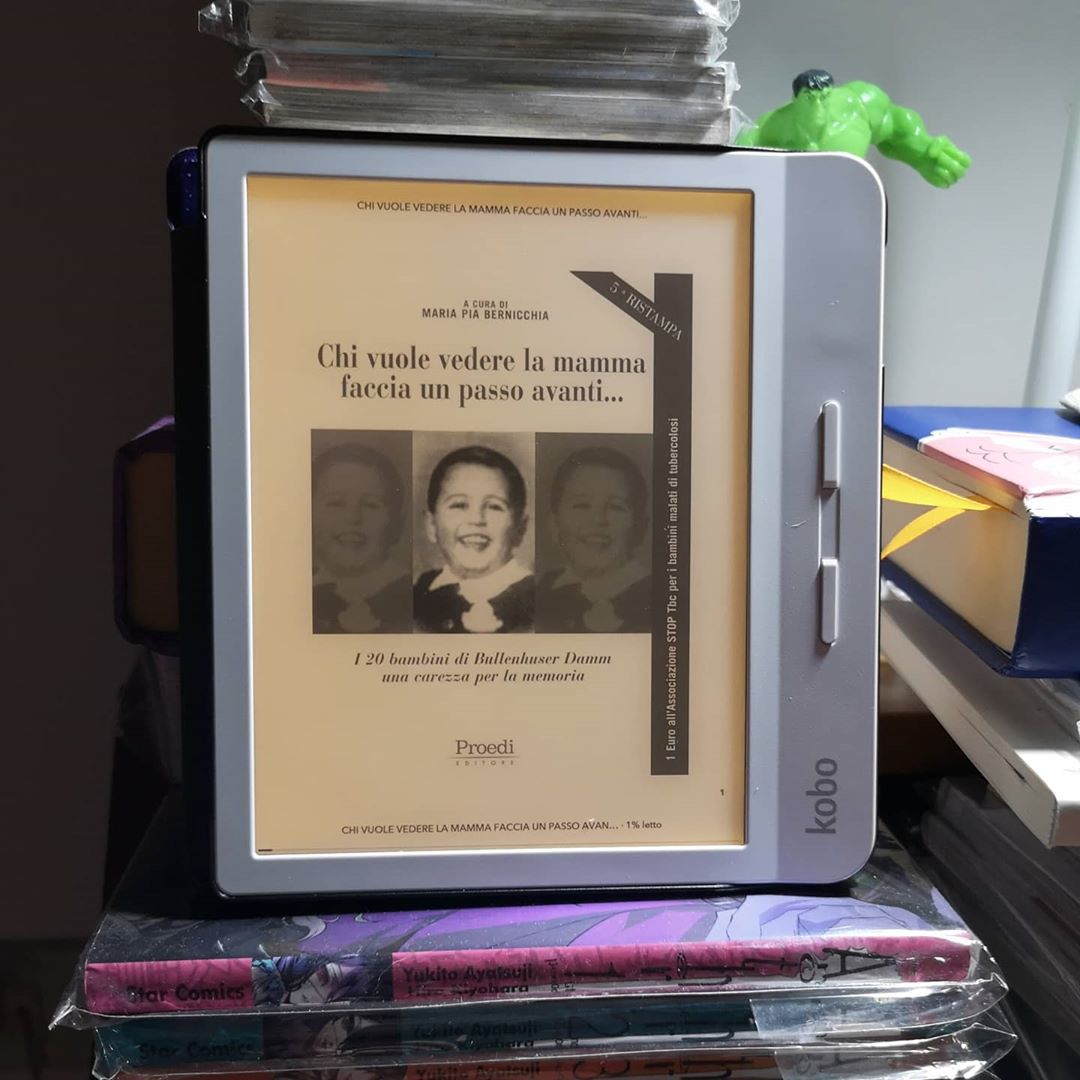 CHI VUOLE VEDERE LA MAMMA FACCIA UN PASSO AVANTI...
A CURA DI
MARIA PIA BERNICCHIA
5ª RISTAMPA
Chi vuole vedere la mamma
faccia un passo avanti...
1 Euro all'Associazione STOP Tbc per i bambini malati di tubercolosi
I 20 bambini di Bullenhuser Damm
una carezza per la memoria
Proedi
EDITORE
1
CHI VUOLE VEDERE LA MAMMA FACCIA UN PASSO AVAN... · 1% letto
kobo
Star Comics
Yukito Ayatsuji
Hiro Kiyohara
1
Star Comics
Yukito Ayatsuji
Hiro Kiyohara
2
Yukito Ayatsuji